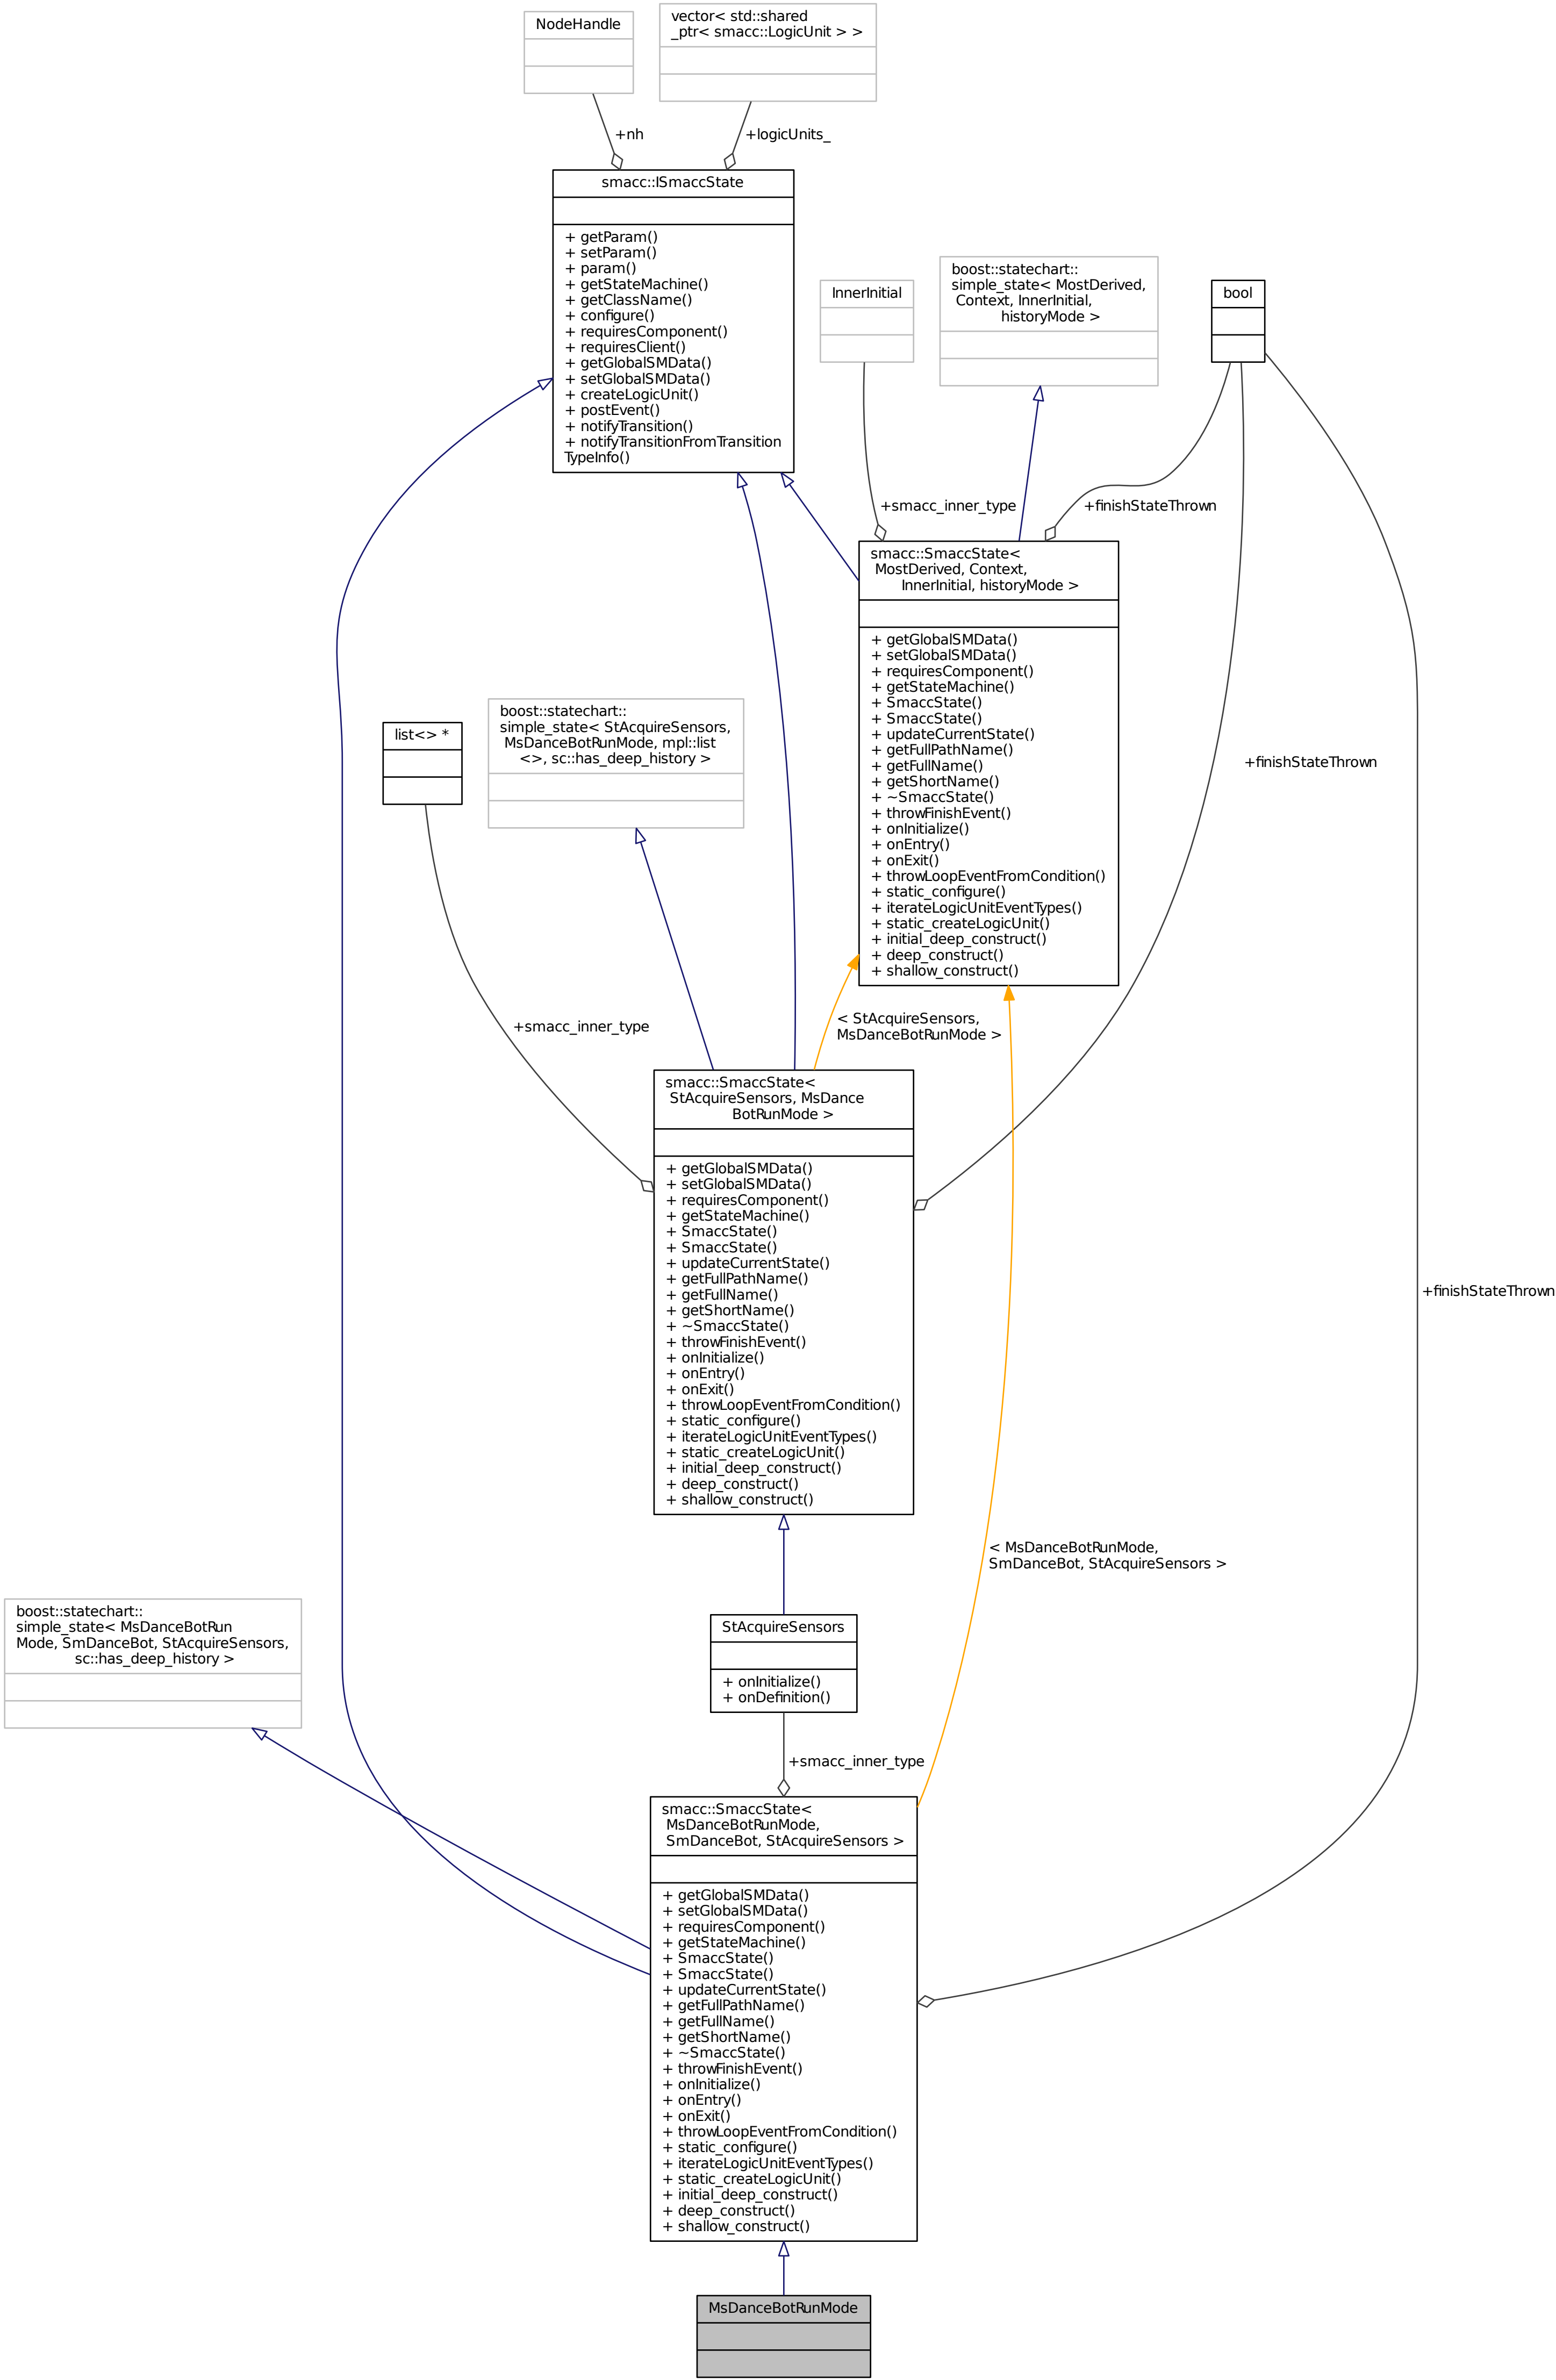 NodeHandle
vector< std::shared
_ptr< smacc::LogicUnit > >
+nh
+logicUnits_
smacc::ISmaccState
+ getParam()
+ setParam()
+ param()
+ getStateMachine()
+ getClassName()
+ configure()
+ requiresComponent()
+ requiresClient()
+ getGlobalSMData()
+ setGlobalSMData()
+ createLogicUnit()
+ postEvent()
+ notifyTransition()
+ notifyTransitionFromTransition
TypeInfo()
InnerInitial
boost::statechart::
simple_state< MostDerived,
Context, InnerInitial,
historyMode >
bool
+smacc_inner_type
+finishStateThrown
smacc::SmaccState<
MostDerived, Context,
InnerInitial, historyMode >
+ getGlobalSMData()
+ setGlobalSMData()
+ requiresComponent()
+ getStateMachine()
+ SmaccState()
+ SmaccState()
+ updateCurrentState()
+ getFullPathName()
+ getFullName()
+ getShortName()
+ ~SmaccState()
+ throwFinishEvent()
+ onInitialize()
+ onEntry()
+ onExit()
+ throwLoopEventFromCondition()
+ static_configure()
+ iterateLogicUnitEventTypes()
+ static_createLogicUnit()
+ initial_deep_construct()
+ deep_construct()
+ shallow_construct()
list<> *
boost::statechart::
simple_state< StAcquireSensors,
MsDanceBotRunMode, mpl::list
<>, sc::has_deep_history >
+finishStateThrown
+smacc_inner_type
< StAcquireSensors,
MsDanceBotRunMode >
smacc::SmaccState<
StAcquireSensors, MsDance
BotRunMode >
+ getGlobalSMData()
+ setGlobalSMData()
+ requiresComponent()
+ getStateMachine()
+ SmaccState()
+ SmaccState()
+ updateCurrentState()
+ getFullPathName()
+ getFullName()
+ getShortName()
+ ~SmaccState()
+ throwFinishEvent()
+ onInitialize()
+ onEntry()
+ onExit()
+ throwLoopEventFromCondition()
+ static_configure()
+ iterateLogicUnitEventTypes()
+ static_createLogicUnit()
+ initial_deep_construct()
+ deep_construct()
+ shallow_construct()
+finishStateThrown
< MsDanceBotRunMode,
SmDanceBot, StAcquireSensors >
boost::statechart::
simple_state< MsDanceBotRun
Mode, SmDanceBot, StAcquireSensors,
sc::has_deep_history >
StAcquireSensors
+ onInitialize()
+ onDefinition()
+smacc_inner_type
smacc::SmaccState<
MsDanceBotRunMode,
SmDanceBot, StAcquireSensors >
+ getGlobalSMData()
+ setGlobalSMData()
+ requiresComponent()
+ getStateMachine()
+ SmaccState()
+ SmaccState()
+ updateCurrentState()
+ getFullPathName()
+ getFullName()
+ getShortName()
+ ~SmaccState()
+ throwFinishEvent()
+ onInitialize()
+ onEntry()
+ onExit()
+ throwLoopEventFromCondition()
+ static_configure()
+ iterateLogicUnitEventTypes()
+ static_createLogicUnit()
+ initial_deep_construct()
+ deep_construct()
+ shallow_construct()
MsDanceBotRunMode